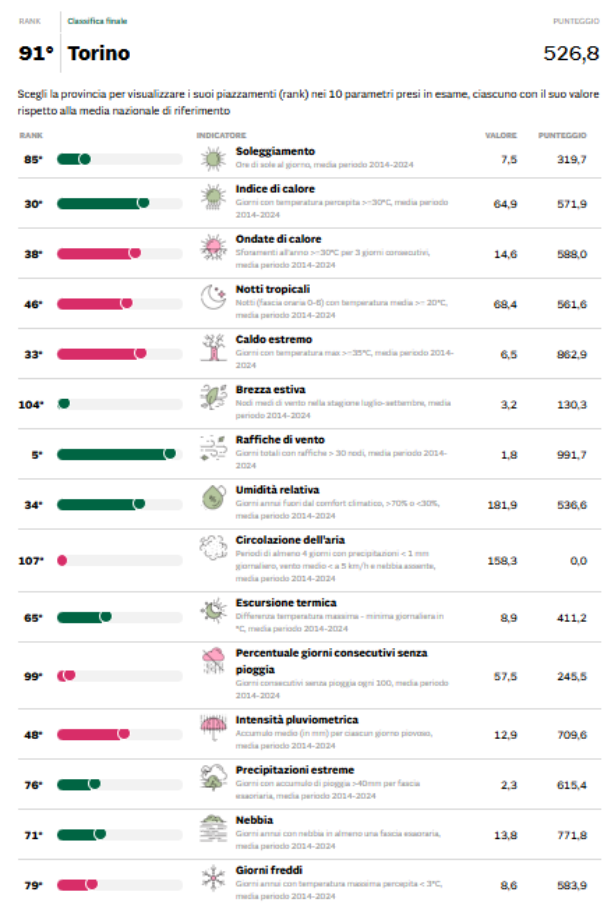 RANK Classifica finale PUNTEGGIO
91° Torino 526,8
Scegli la provincia per visualizzare i suoi piazzamenti (rank) nei 10 parametri presi in esame, ciascuno con il suo valore
rispetto alla media nazionale di riferimento
RANK INDICATORE VALORE PUNTEGGIO
Soleggiamento
85° 7,5 319,7
Ore di sole al giorno, media periodo 2014-2024
Indice di calore
30° 64,9 571,9
Giorni con temperatura percepita >=30°C, media periodo
2014-2024
Ondate di calore
38° 14,6 588,0
Sforamenti all'anno >=30°C per 3 giorni consecutivi,
media periodo 2014-2024
Notti tropicali
46° 68,4 561,6
Notti (fascia oraria 0-6) con temperatura media >= 20°C,
media periodo 2014-2024
Caldo estremo
33° 6,5 862,9
Giorni con temperatura max >=35°C, media periodo 2014-
2024
Brezza estiva
104° 3,2 130,3
Nodi medi di vento nella stagione luglio-settembre, media
periodo 2014-2024
Raffiche di vento
5° 1,8 991,7
Giorni totali con raffiche > 30 nodi, media periodo 2014-
2024
Umidità relativa
34° 181,9 536,6
Giorni annui fuori dal comfort climatico, >70% o <30%,
media periodo 2014-2024
Circolazione dell'aria
107° 158,3 0,0
Periodi di almeno 4 giorni con precipitazioni < 1 mm
giornaliero, vento medio < a 5 km/h e nebbia assente,
media periodo 2014-2024
Escursione termica
65° 8,9 411,2
Differenza temperatura massima - minima giornaliera in
°C, media periodo 2014-2024
Percentuale giorni consecutivi senza
pioggia
99° 57,5 245,5
Giorni consecutivi senza pioggia ogni 100, media periodo
2014-2024
Intensità pluviometrica
48° 12,9 709,6
Accumulo medio (in mm) per ciascun giorno piovoso,
media periodo 2014-2024
Precipitazioni estreme
76° 2,3 615,4
Giorni con accumulo di pioggia >40mm per fascia
esaoraria, media periodo 2014-2024
Nebbia
71° 13,8 771,8
Giorni annui con nebbia in almeno una fascia esaoraria,
media periodo 2014-2024
Giorni freddi
79° 8,6 583,9
Giorni annui con temperatura massima percepita < 3°C,
media periodo 2014-2024